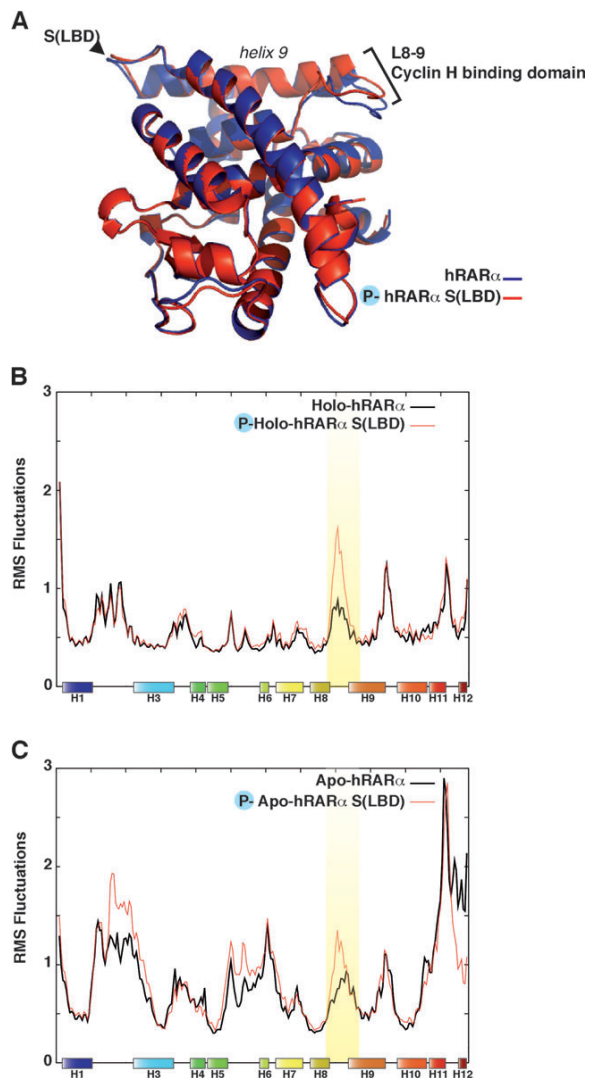 A
S(LBD)
helix 9
L8-9
Cyclin H binding domain
hRARα
P- hRARα S(LBD)
B
3
Holo-hRARα
P-Holo-hRARα S(LBD)
2
RMS Fluctuations
1
0
H1 H3 H4 H5 H6 H7 H8 H9 H10 H11 H12
C
3
Apo-hRARα
P- Apo-hRARα S(LBD)
2
RMS Fluctuations
1
0
H1 H3 H4 H5 H6 H7 H8 H9 H10 H11 H12